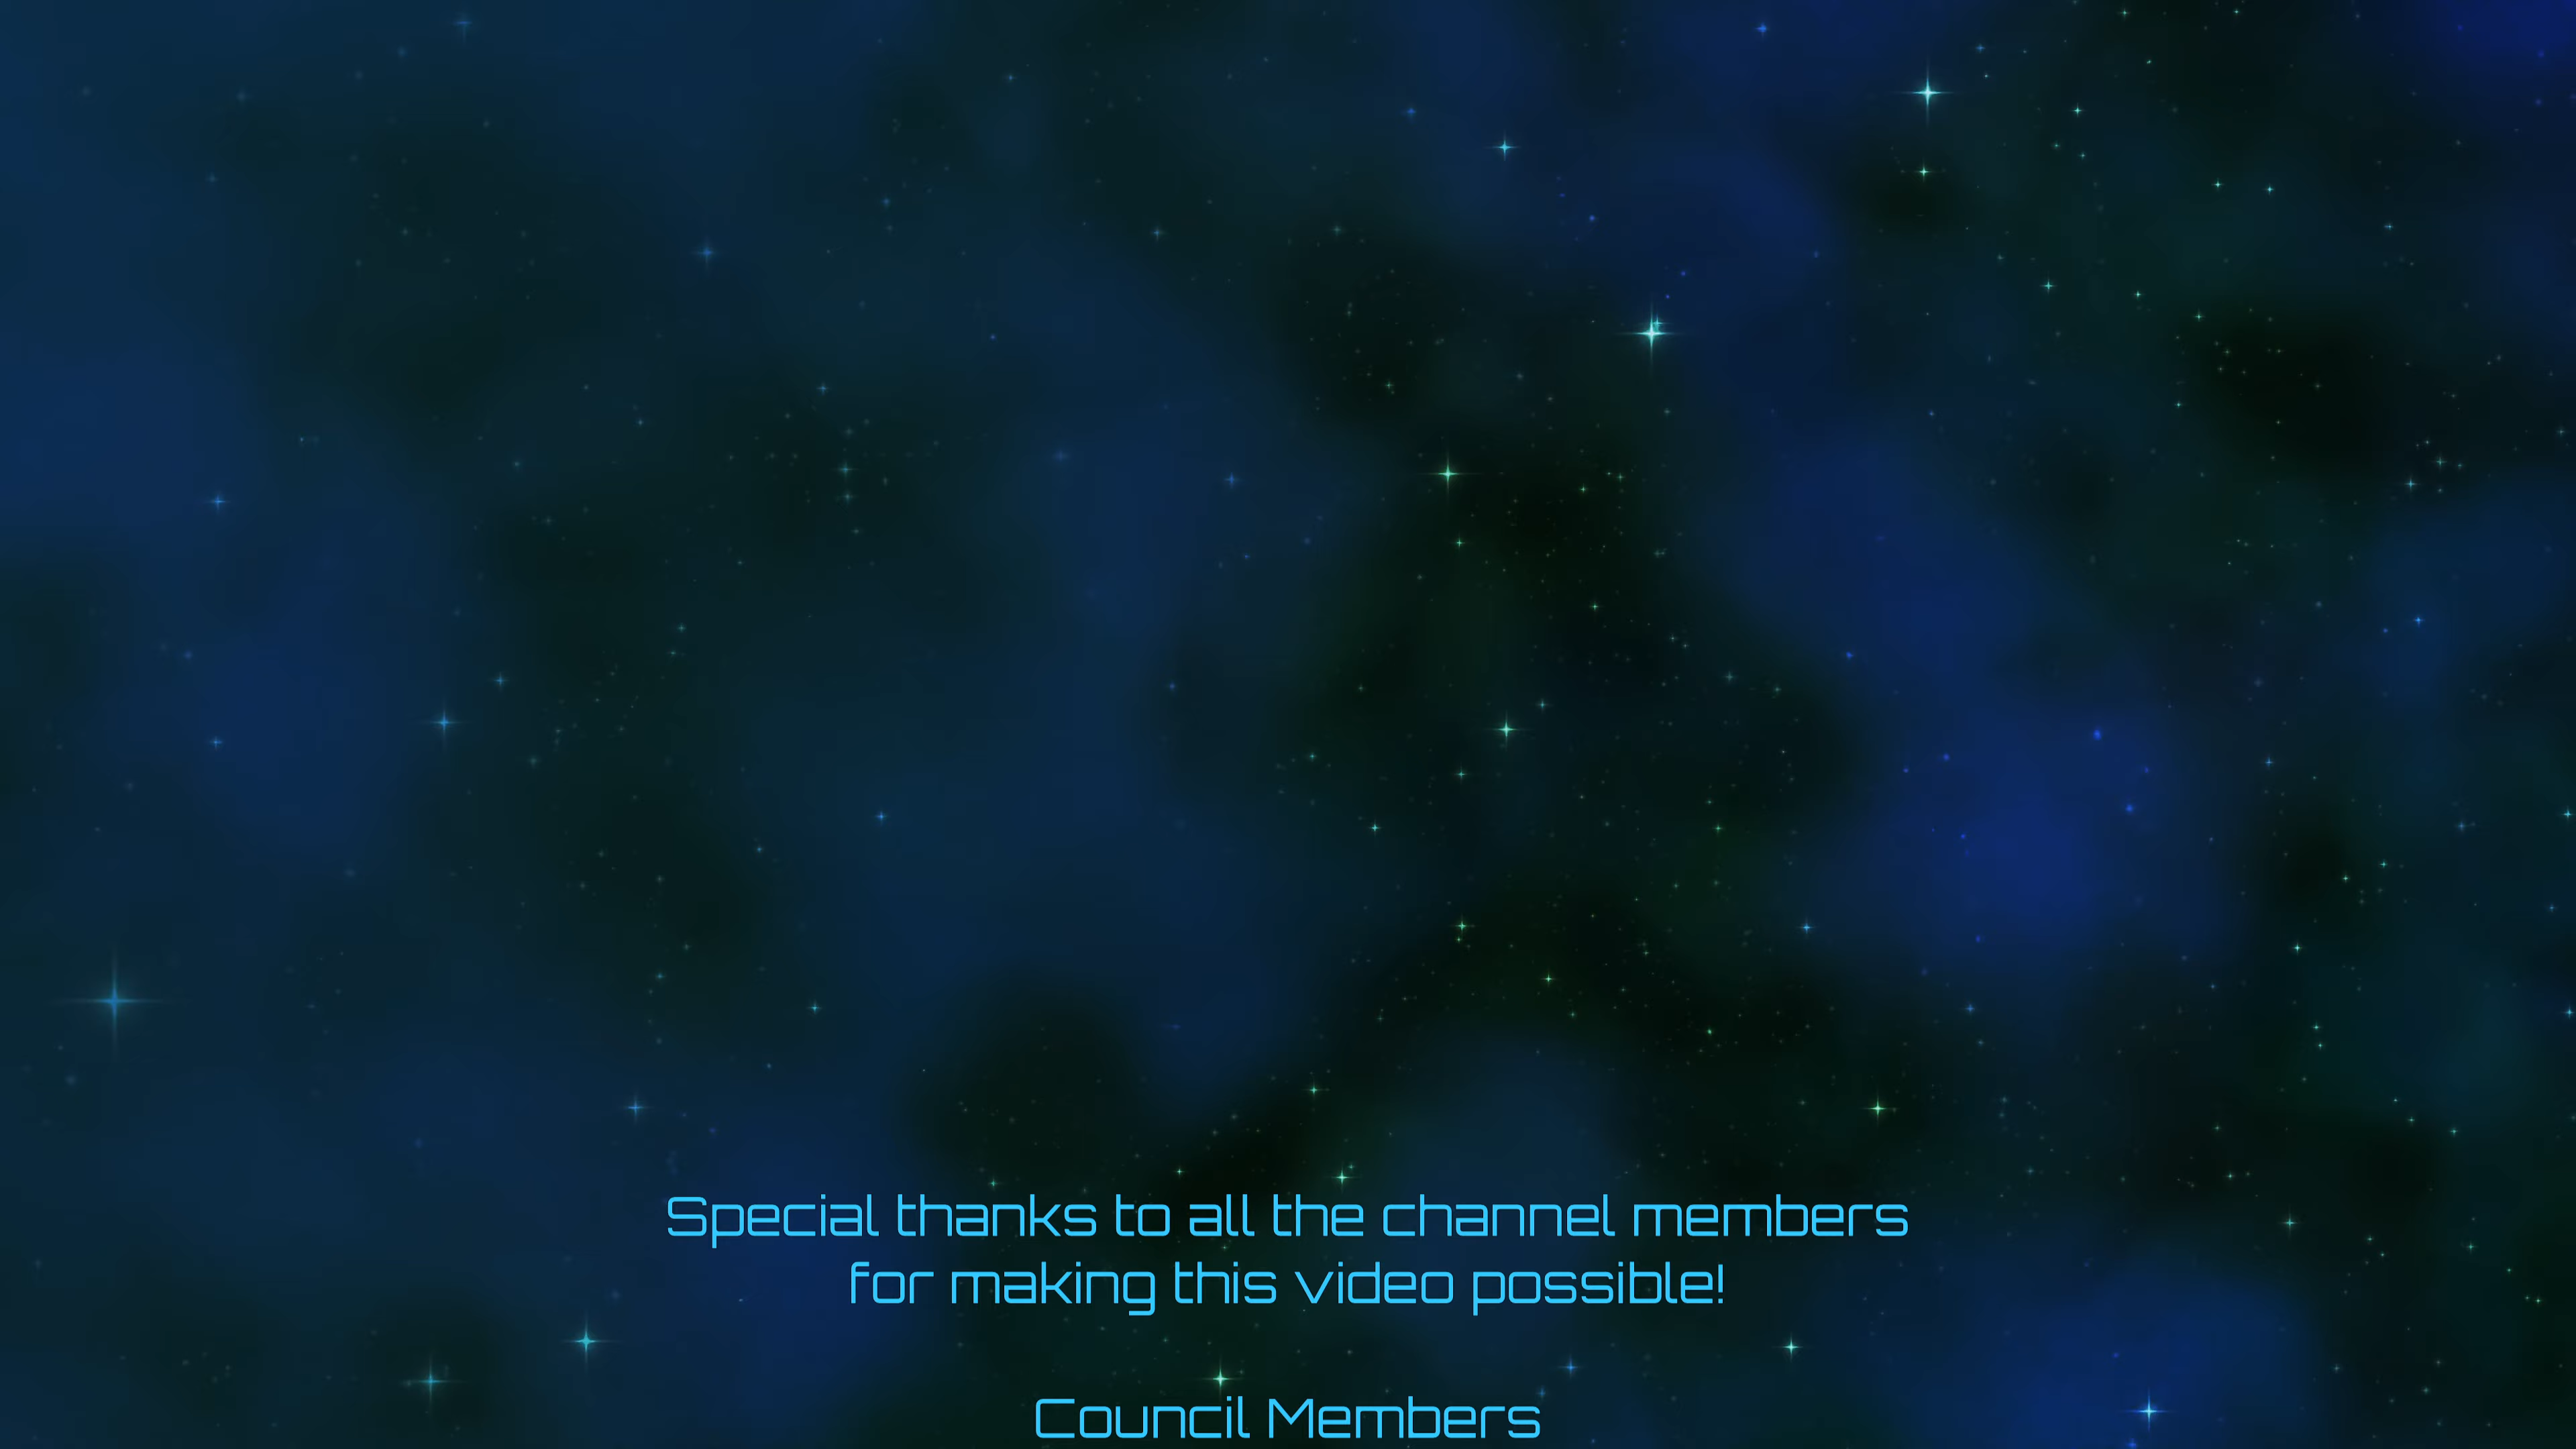 Special thanks to all the channel members
for making this video possible!
Council Members